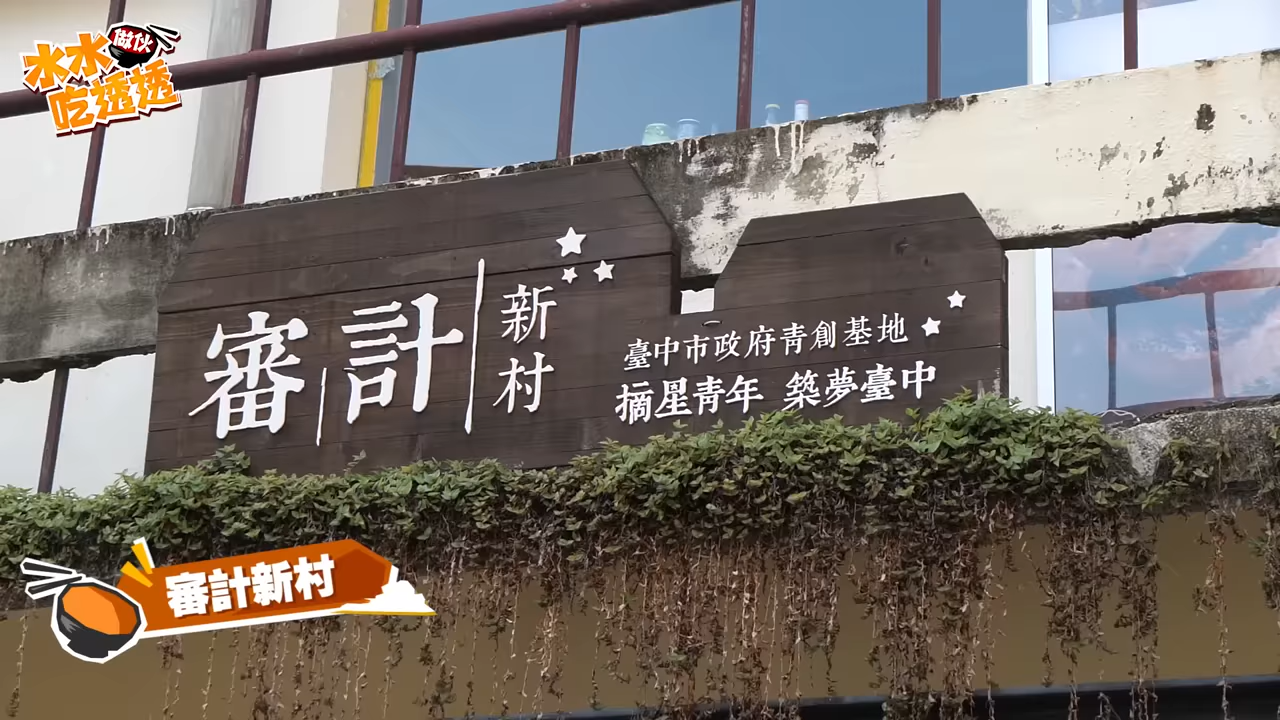 水水做伙
吃透透
審計
新村
臺中市政府青創基地
摘星青年 築夢臺中
審計新村